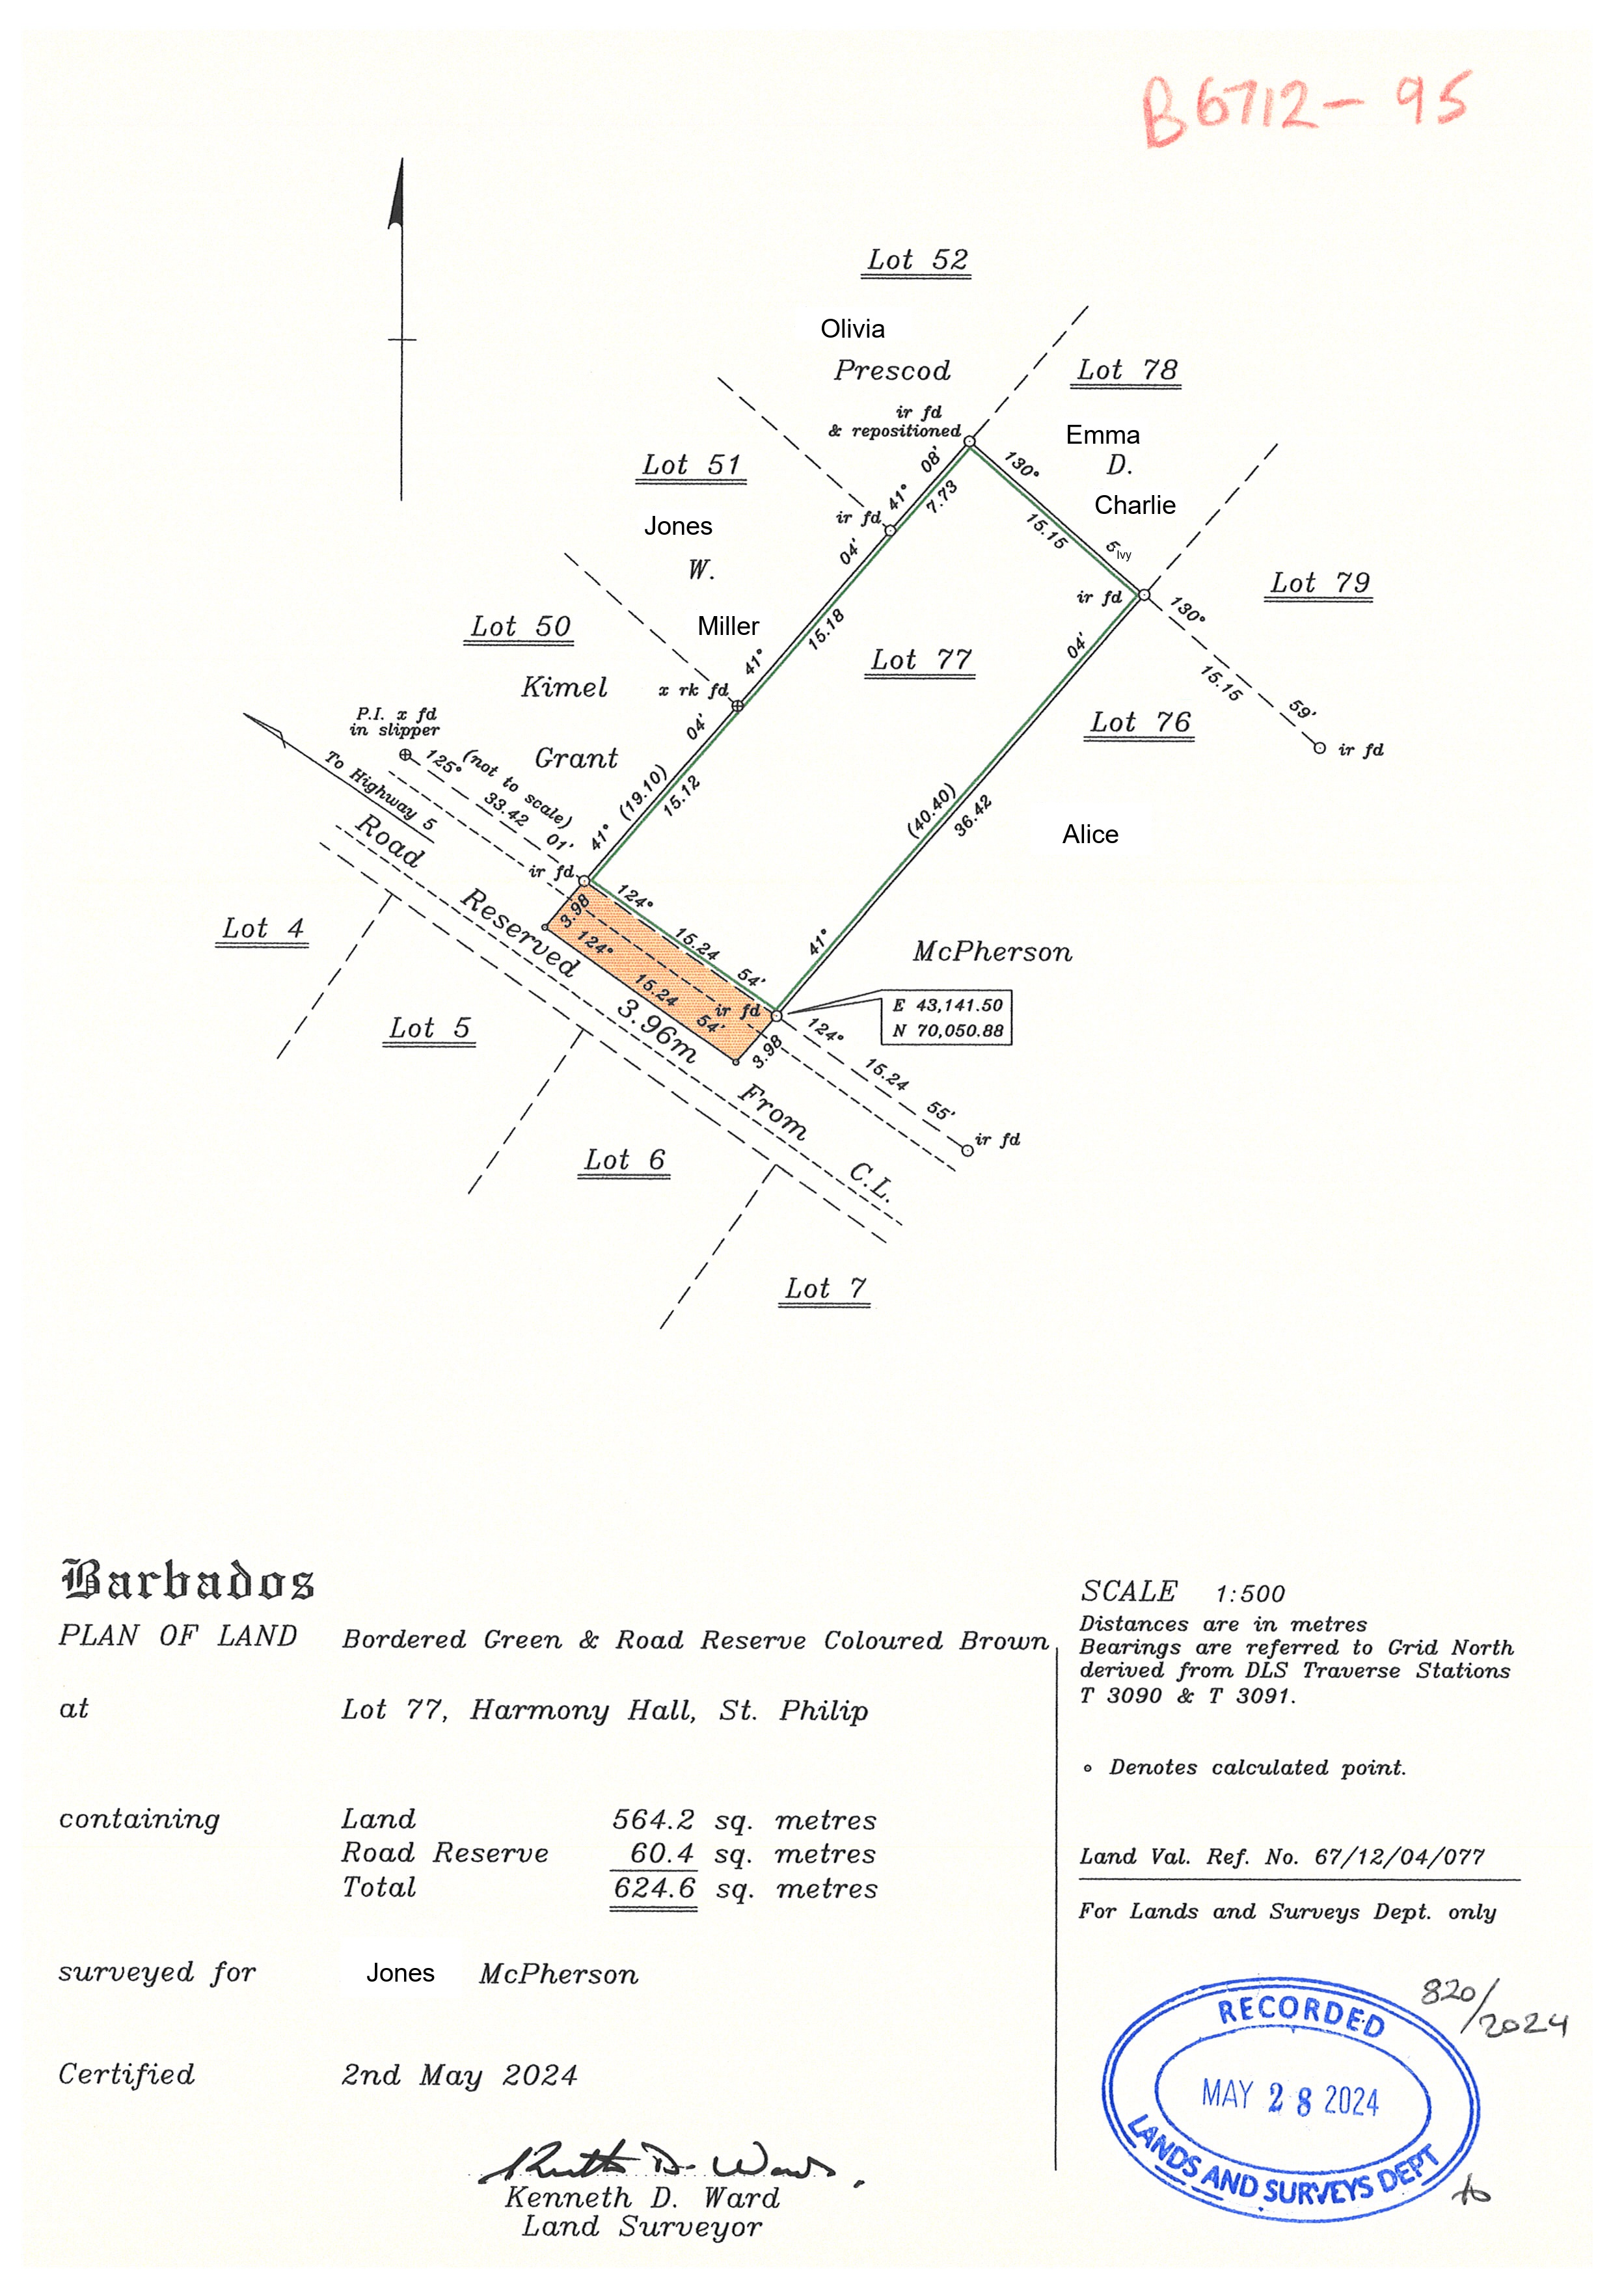 B6712- 95
Lot 52
Olivia
Prescod
Lot 78
ir fd
& repositioned
Emma
D.
Charlie
130°
15.15
Ivy
Lot 51
Jones
W.
Miller
ir fd
41° 08'
7.73
41° 04'
15.18
ir fd
Lot 79
130° 59'
15.15
ir fd
Lot 50
Kimel
Grant
x rk fd
Lot 77
Lot 76
04'
41°
(40.40)
36.42
Alice
McPherson
P.I. x fd
in slipper
125° 01'
(not to scale)
33.42
To Highway 5
41° 04'
(19.10)
15.12
ir fd
124° 54'
15.24
3.98
124° 54'
15.24
ir fd
3.98
E 43,141.50
N 70,050.88
124° 55'
15.24
ir fd
Road Reserved 3.96m From C.L.
Lot 4
Lot 5
Lot 6
Lot 7
Barbados
PLAN OF LAND Bordered Green & Road Reserve Coloured Brown
at Lot 77, Harmony Hall, St. Philip
containing Land 564.2 sq. metres
Road Reserve 60.4 sq. metres
Total 624.6 sq. metres
surveyed for Jones McPherson
Certified 2nd May 2024
Kenneth D. Ward
Land Surveyor
SCALE 1:500
Distances are in metres
Bearings are referred to Grid North
derived from DLS Traverse Stations
T 3090 & T 3091.
Denotes calculated point.
Land Val. Ref. No. 67/12/04/077
For Lands and Surveys Dept. only
820/2024
RECORDED
MAY 28 2024
LANDS AND SURVEYS DEPT